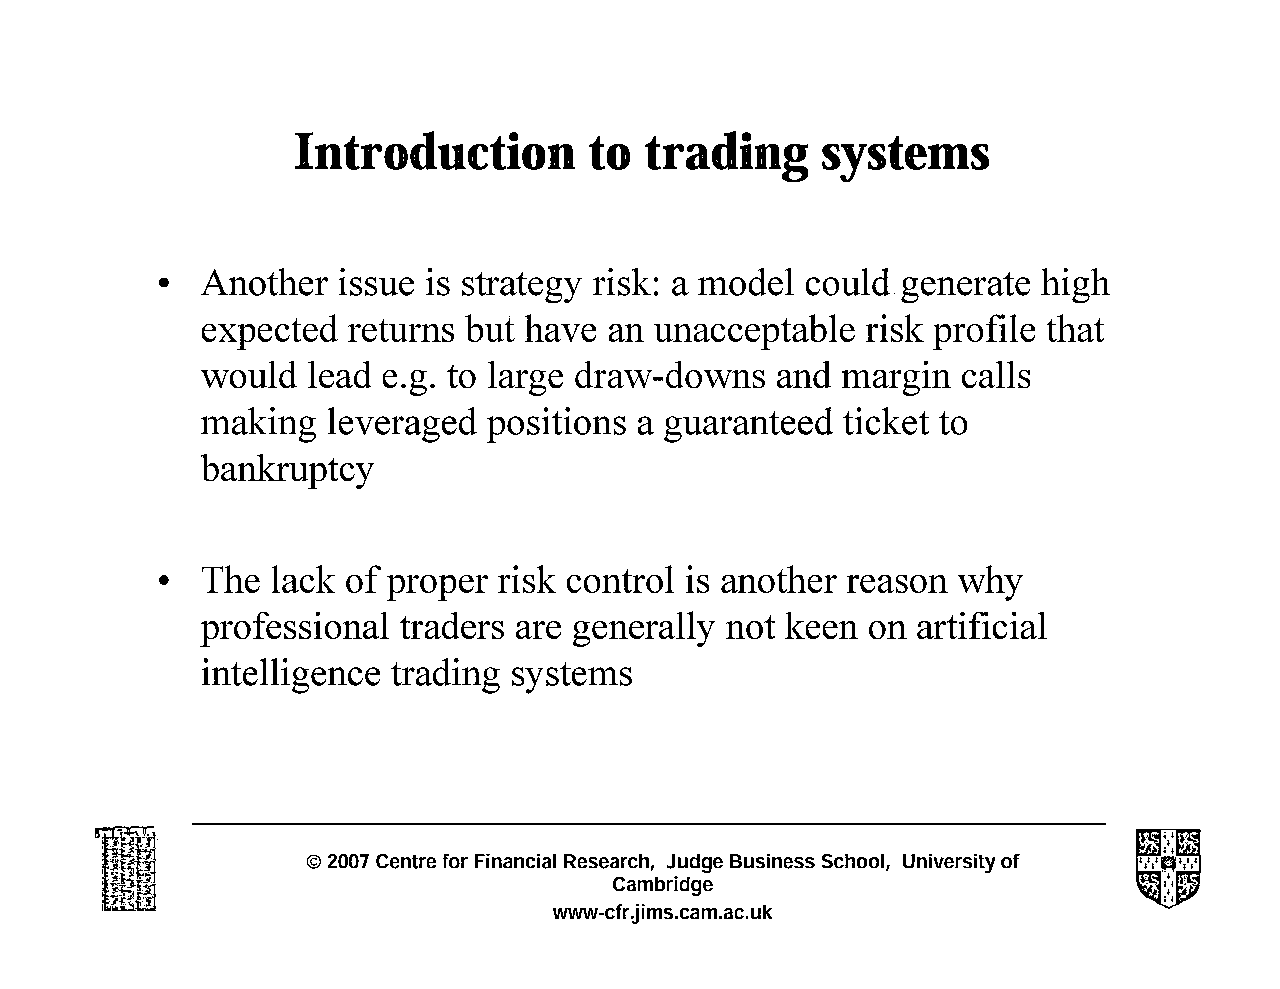 Introduction to trading systems
• Another issue is strategy risk: a model could generate high
expected returns but have an unacceptable risk profile that
would lead e.g. to large draw-downs and margin calls
making leveraged positions a guaranteed ticket to
bankruptcy
• The lack of proper risk control is another reason why
professional traders are generally not keen on artificial
intelligence trading systems
© 2007 Centre for Financial Research, Judge Business School, University of
Cambridge
www-cfr.jims.cam.ac.uk